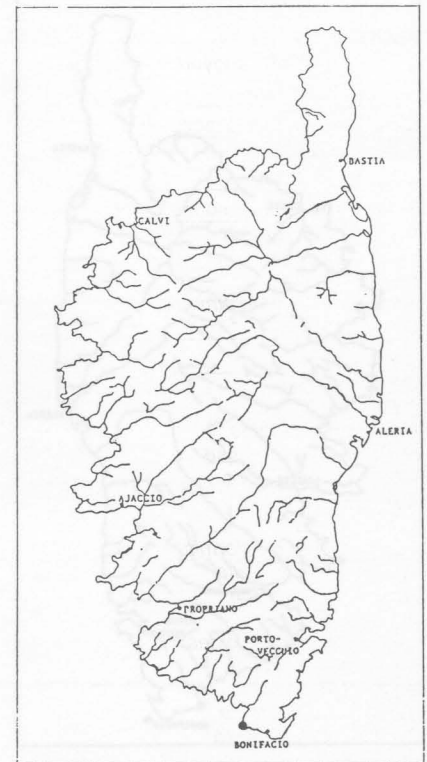 BASTIA
CALVI
ALERIA
AJACCIO
PROPRIANO
PORTO-
VECCHIO
BONIFACIO